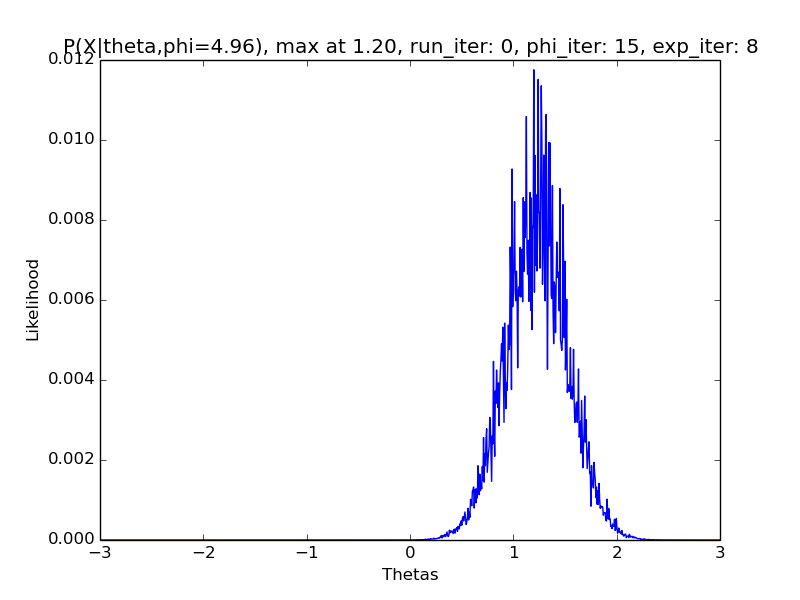 P(X|theta,phi=4.96), max at 1.20, run_iter: 0, phi_iter: 15, exp_iter: 8
0.012
0.010
0.008
0.006
0.004
0.002
0.000
Likelihood
−3 −2 −1 0 1 2 3
Thetas